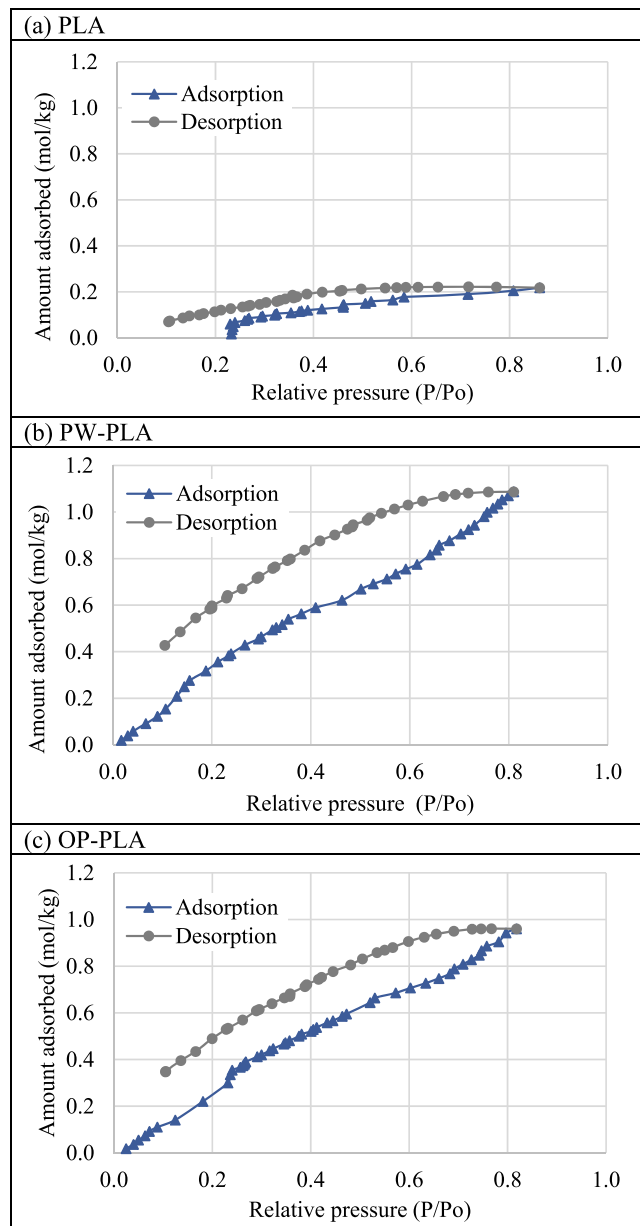 (a) PLA
1.2
1.0
0.8
0.6
0.4
0.2
0.0
Amount adsorbed (mol/kg)
Adsorption
Desorption
0.0 0.2 0.4 0.6 0.8 1.0
Relative pressure (P/Po)
(b) PW-PLA
1.2
1.0
0.8
0.6
0.4
0.2
0.0
Amount adsorbed (mol/kg)
Adsorption
Desorption
0.0 0.2 0.4 0.6 0.8 1.0
Relative pressure (P/Po)
(c) OP-PLA
1.2
1.0
0.8
0.6
0.4
0.2
0.0
Amount adsorbed (mol/kg)
Adsorption
Desorption
0.0 0.2 0.4 0.6 0.8 1.0
Relative pressure (P/Po)